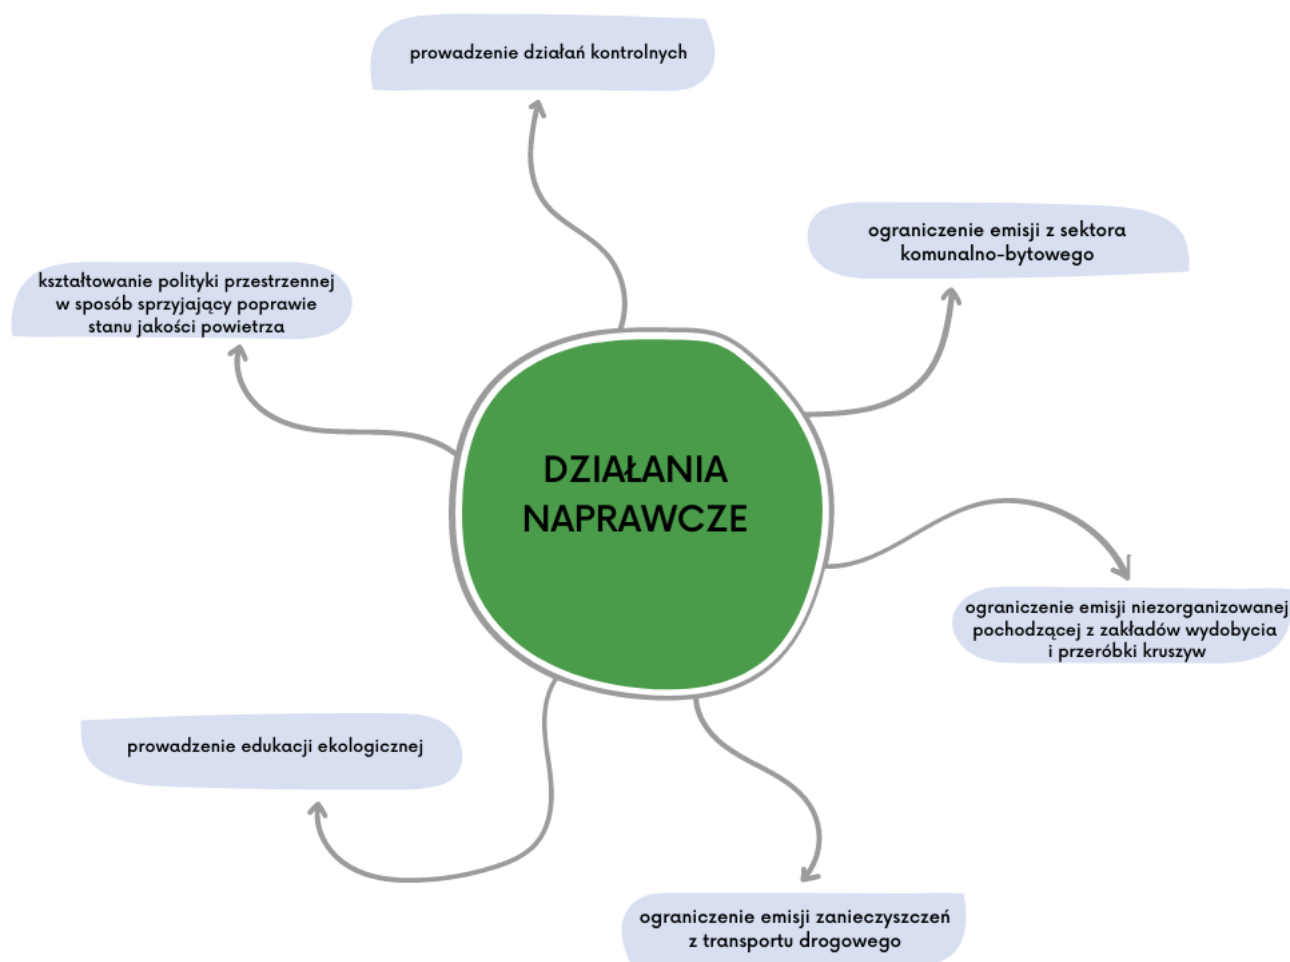 prowadzenie działań kontrolnych
ograniczenie emisji z sektora
komunalno-bytowego
kształtowanie polityki przestrzennej
w sposób sprzyjający poprawie
stanu jakości powietrza
DZIAŁANIA
NAPRAWCZE
ograniczenie emisji niezorganizowanej
pochodzącej z zakładów wydobycia
i przeróbki kruszyw
prowadzenie edukacji ekologicznej
ograniczenie emisji zanieczyszczeń
z transportu drogowego